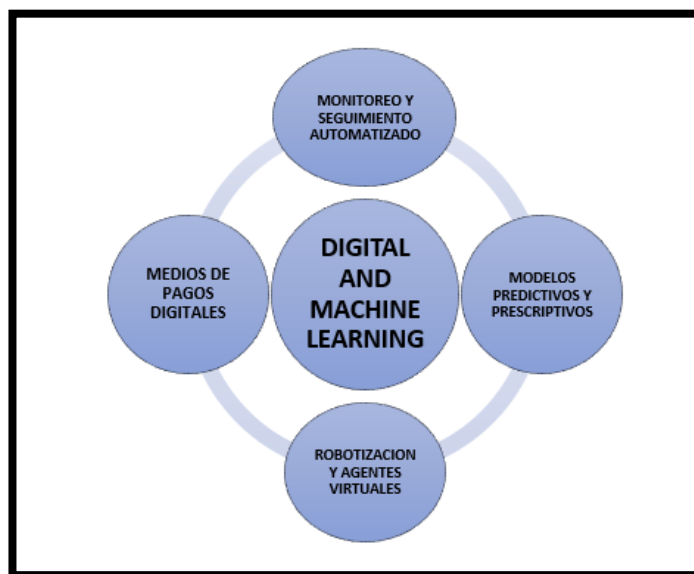 MONITOREO Y
SEGUIMIENTO
AUTOMATIZADO
MEDIOS DE
PAGOS
DIGITALES
DIGITAL
AND
MACHINE
LEARNING
MODELOS
PREDICTIVOS Y
PRESCRIPTIVOS
ROBOTIZACION
Y AGENTES
VIRTUALES